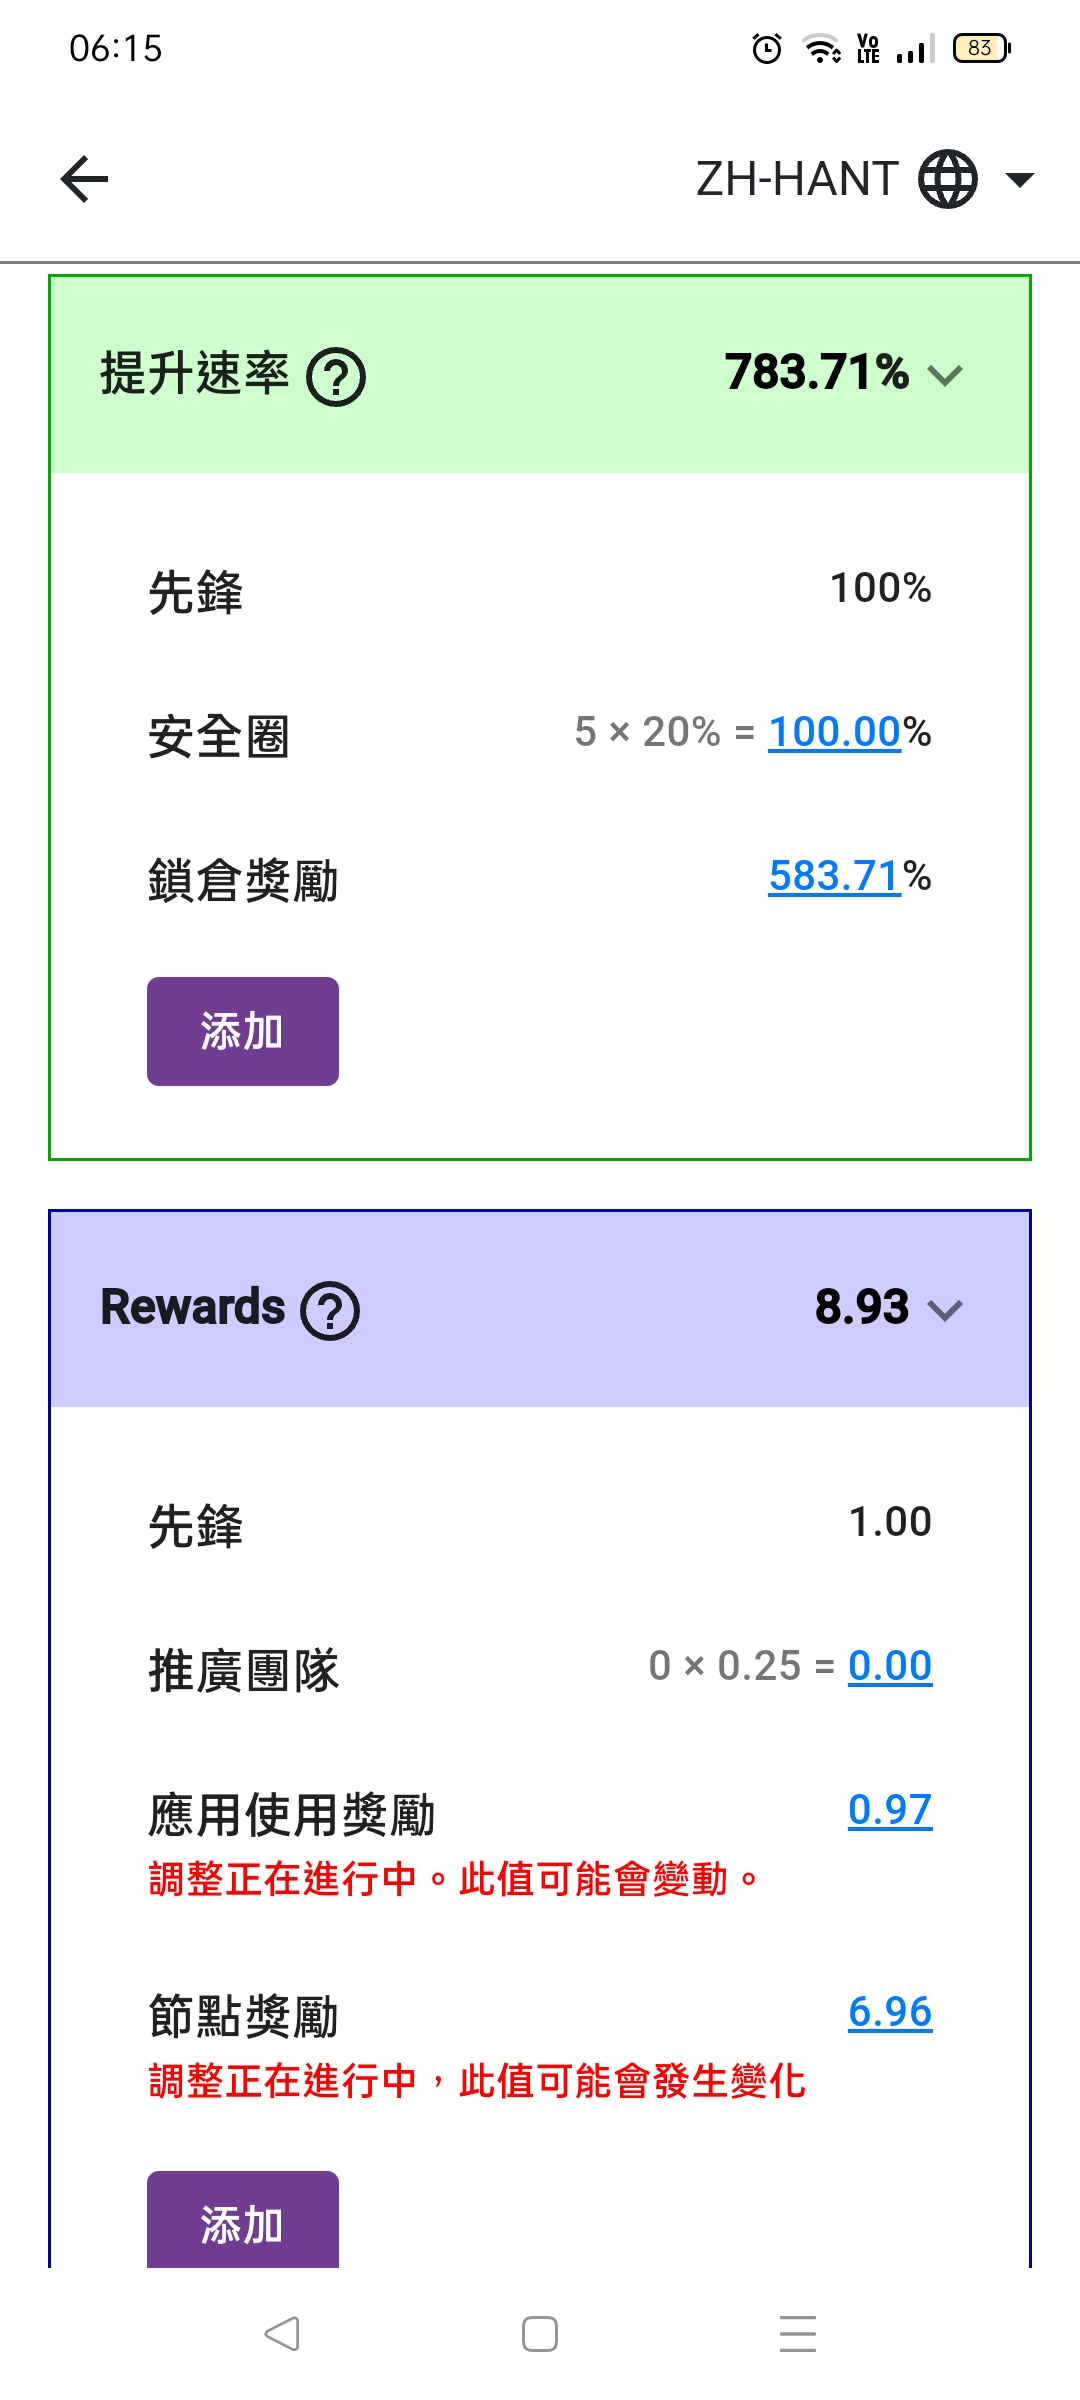 06:15
Vo LTE
83
ZH-HANT
提升速率 ? 783.71%
先鋒 100%
安全圈 5 × 20% = 100.00%
鎖倉獎勵 583.71%
添加
Rewards ? 8.93
先鋒 1.00
推廣團隊 0 × 0.25 = 0.00
應用使用獎勵 0.97
調整正在進行中。此值可能會變動。
節點獎勵 6.96
調整正在進行中，此值可能會發生變化
添加